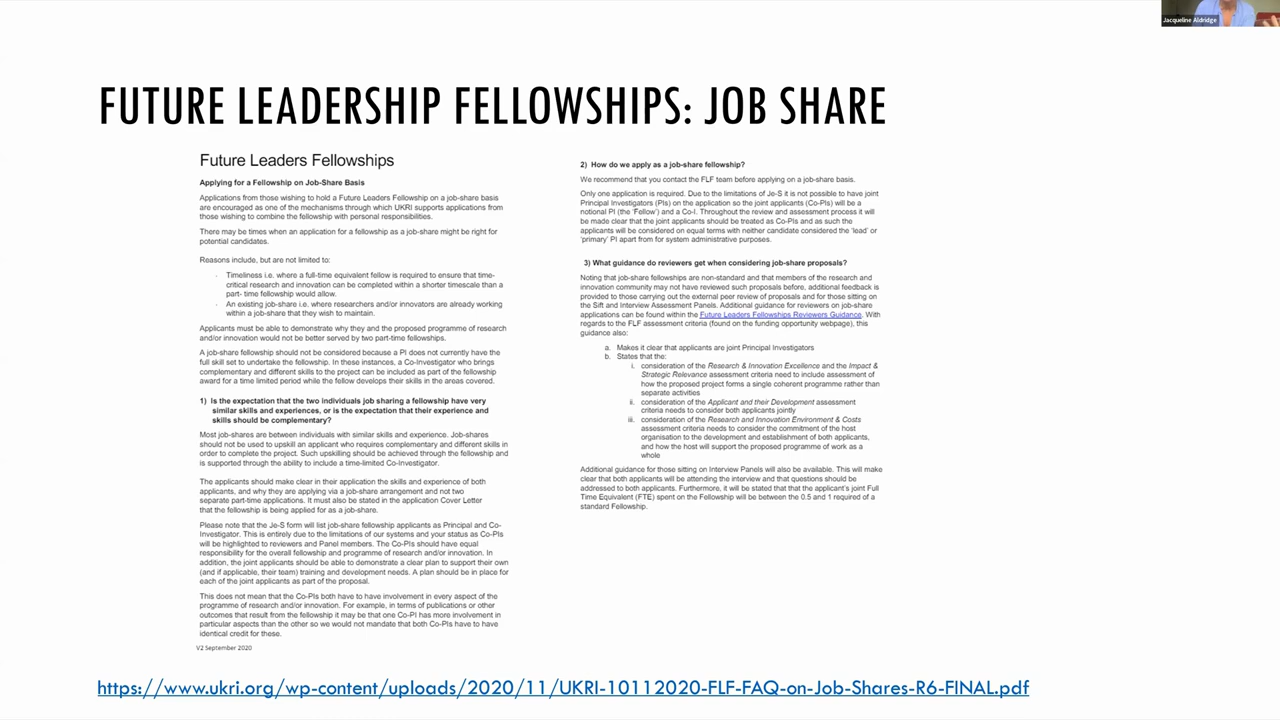 Jacqueline Aldridge
FUTURE LEADERSHIP FELLOWSHIPS: JOB SHARE
Future Leaders Fellowships
Applying for a Fellowship on Job-Share Basis
Applications from those wishing to hold a Future Leaders Fellowship on a job-share basis
are encouraged as one of the mechanisms through which UKRI supports applications from
those wishing to combine the fellowship with personal responsibilities.
There may be times when an application for a fellowship as a job-share might be right for
potential candidates.
Reasons include, but are not limited to:
· Timeliness i.e. where a full-time equivalent fellow is required to ensure that time-
critical research and innovation can be completed within a shorter timescale than a
part- time fellowship would allow.
· An existing job-share i.e. where researchers and/or innovators are already working
within a job-share that they wish to maintain.
Applicants must be able to demonstrate why they and the proposed programme of research
and/or innovation would not be better served by two part-time fellowships.
A job-share fellowship should not be considered because a PI does not currently have the
full skill set to undertake the fellowship. In these instances, a Co-Investigator who brings
complementary and different skills to the project can be included as part of the fellowship
award for a time limited period while the fellow develops their skills in the areas covered.
1) Is the expectation that the two individuals job sharing a fellowship have very
similar skills and experiences, or is the expectation that their experience and
skills should be complementary?
Most job-shares are between individuals with similar skills and experience. Job-shares
should not be used to upskill an applicant who requires complementary and different skills in
order to complete the project. Such upskilling should be achieved through the fellowship and
is supported through the ability to include a time-limited Co-Investigator.
The applicants should make clear in their application the skills and experience of both
applicants, and why they are applying via a job-share arrangement and not two
separate part-time applications. It must also be stated in the application Cover Letter
that the fellowship is being applied for as a job-share.
Please note that the Je-S form will list job-share fellowship applicants as Principal and Co-
Investigator. This is entirely due to the limitations of our systems and your status as Co-PIs
will be highlighted to reviewers and Panel members. The Co-PIs should have equal
responsibility for the overall fellowship and programme of research and/or innovation. In
addition, the joint applicants should be able to demonstrate a clear plan to support their own
(and if applicable, their team) training and development needs. A plan should be in place for
each of the joint applicants as part of the proposal.
This does not mean that the Co-PIs both have to have involvement in every aspect of the
programme of research and/or innovation. For example, in terms of publications or other
outcomes that result from the fellowship it may be that one Co-PI has more involvement in
particular aspects than the other so we would not mandate that both Co-PIs have to have
identical credit for these.
V2 September 2020
2) How do we apply as a job-share fellowship?
We recommend that you contact the FLF team before applying on a job-share basis.
Only one application is required. Due to the limitations of Je-S it is not possible to have joint
Principal Investigators (PIs) on the application so the joint applicants (Co-PIs) will be a
notional PI (the 'Fellow') and a Co-I. Throughout the review and assessment process it will
be made clear that the joint applicants should be treated as Co-PIs and as such the
applicants will be considered on equal terms with neither candidate considered the 'lead' or
'primary' PI apart from for system administrative purposes.
3) What guidance do reviewers get when considering job-share proposals?
Noting that job-share fellowships are non-standard and that members of the research and
innovation community may not have reviewed such proposals before, additional feedback is
provided to those carrying out the external peer review of proposals and for those sitting on
the Sift and Interview Assessment Panels. Additional guidance for reviewers on job-share
applications can be found within the Future Leaders Fellowships Reviewers Guidance. With
regards to the FLF assessment criteria (found on the funding opportunity webpage), this
guidance also:
a. Makes it clear that applicants are joint Principal Investigators
b. States that the:
i. consideration of the Research & Innovation Excellence and the Impact &
Strategic Relevance assessment criteria need to include assessment of
how the proposed project forms a single coherent programme rather than
separate activities
ii. consideration of the Applicant and their Development assessment
criteria needs to consider both applicants jointly
iii. consideration of the Research and Innovation Environment & Costs
assessment criteria needs to consider the commitment of the host
organisation to the development and establishment of both applicants,
and how the host will support the proposed programme of work as a
whole
Additional guidance for those sitting on Interview Panels will also be available. This will make
clear that both applicants will be attending the interview and that questions should be
addressed to both applicants. Furthermore, it will be stated that that the applicant's joint Full
Time Equivalent (FTE) spent on the Fellowship will be between the 0.5 and 1 required of a
standard Fellowship.
https://www.ukri.org/wp-content/uploads/2020/11/UKRI-10112020-FLF-FAQ-on-Job-Shares-R6-FINAL.pdf